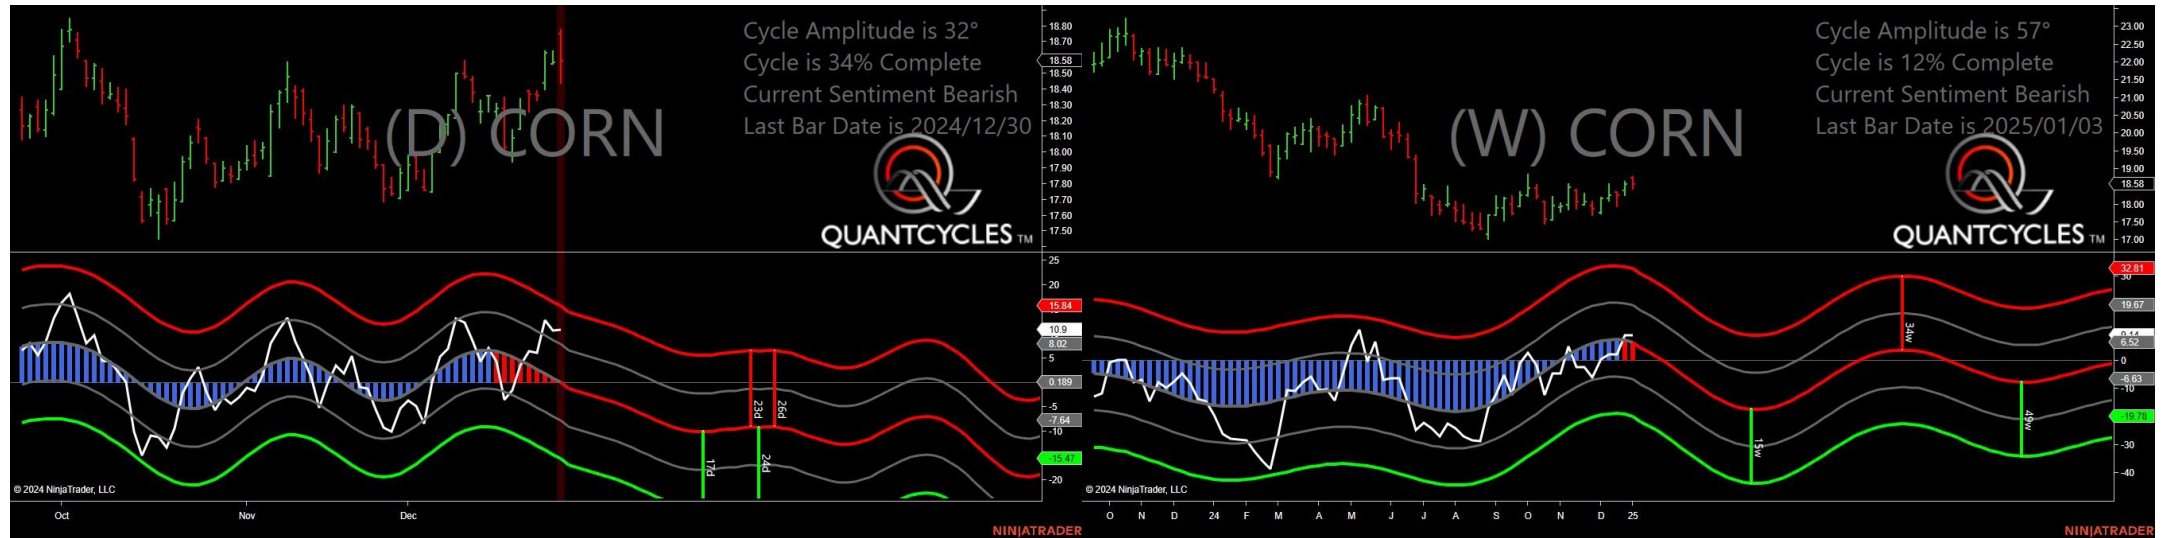 Cycle Amplitude is 32°
Cycle is 34% Complete
Current Sentiment Bearish
Last Bar Date is 2024/12/30
(D) CORN
QUANTCYCLES TM
18.80
18.70
18.58
18.50
18.40
18.30
18.20
18.10
18.00
17.90
17.80
17.70
17.60
17.50
25
20
15.84
10.9
8.02
5
0.189
-5
-7.64
-10
-15.47
-20
23d
26d
17d
24d
© 2024 NinjaTrader, LLC
Oct
Nov
Dec
NINJATRADER
Cycle Amplitude is 57°
Cycle is 12% Complete
Current Sentiment Bearish
Last Bar Date is 2025/01/03
(W) CORN
QUANTCYCLES TM
23.00
22.50
22.00
21.50
21.00
20.50
20.00
19.50
19.00
18.58
18.00
17.50
17.00
32.81
30
19.67
9.14
6.52
0
-6.63
-10
-19.78
-30
-40
34w
49w
15w
© 2024 NinjaTrader, LLC
O N D 24 F M A M J J A S O N D 25
NINJATRADER